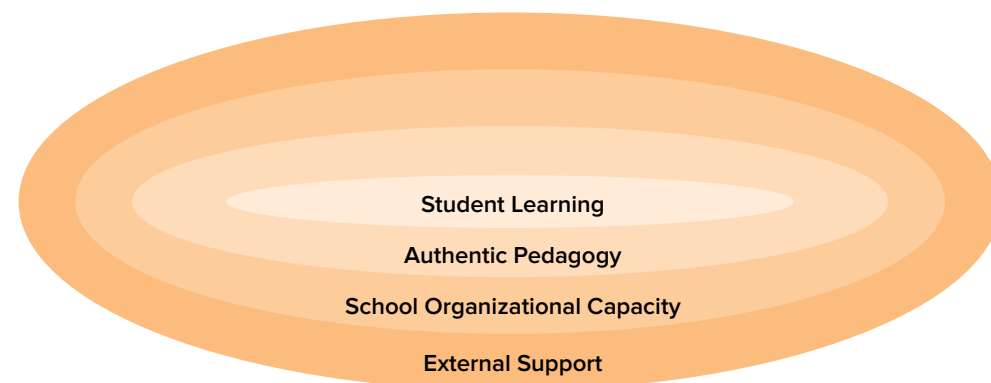 Student Learning
Authentic Pedagogy
School Organizational Capacity
External Support